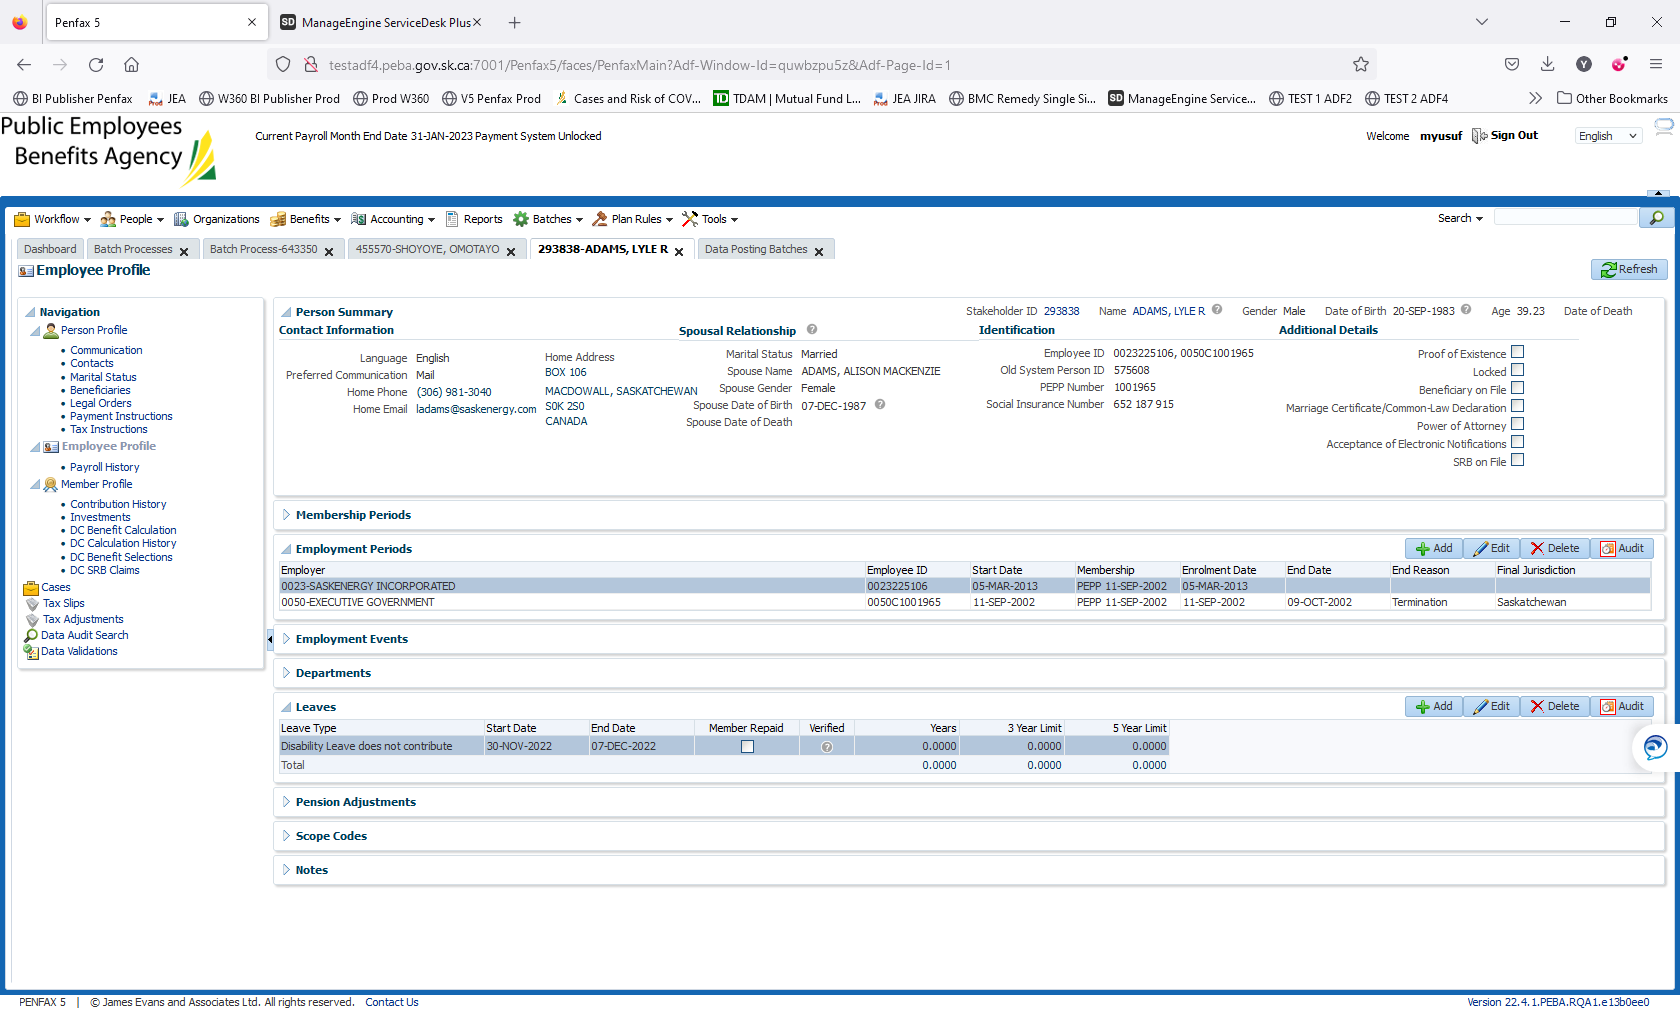 Penfax 5
ManageEngine ServiceDesk Plus
testadf4.peba.gov.sk.ca:7001/Penfax5/faces/PenfaxMain?Adf-Window-Id=quwbzpu5z&Adf-Page-Id=1
BI Publisher Penfax JEA W360 BI Publisher Prod Prod W360 V5 Penfax Prod Cases and Risk of COV... TDAM | Mutual Fund L... JEA JIRA BMC Remedy Single Si... ManageEngine Service... TEST 1 ADF2 TEST 2 ADF4 Other Bookmarks
Public Employees
Benefits Agency
Current Payroll Month End Date 31-JAN-2023 Payment System Unlocked
Welcome myusuf Sign Out English
Workflow People Organizations Benefits Accounting Reports Batches Plan Rules Tools Search
Dashboard Batch Processes Batch Process-643350 455570-SHOYOYE, OMOTAYO 293838-ADAMS, LYLE R Data Posting Batches
Employee Profile Refresh
Navigation
Person Profile
Communication
Contacts
Marital Status
Beneficiaries
Legal Orders
Payment Instructions
Tax Instructions
Employee Profile
Payroll History
Member Profile
Contribution History
Investments
DC Benefit Calculation
DC Calculation History
DC Benefit Selections
DC SRB Claims
Cases
Tax Slips
Tax Adjustments
Data Audit Search
Data Validations
Person Summary Stakeholder ID 293838 Name ADAMS, LYLE R Gender Male Date of Birth 20-SEP-1983 Age 39.23 Date of Death
Contact Information
Language English
Preferred Communication Mail
Home Phone (306) 981-3040
Home Email ladams@saskenergy.com
Home Address
BOX 106
MACDOWALL, SASKATCHEWAN
S0K 2S0
CANADA
Spousal Relationship
Marital Status Married
Spouse Name ADAMS, ALISON MACKENZIE
Spouse Gender Female
Spouse Date of Birth 07-DEC-1987
Spouse Date of Death
Identification
Employee ID 0023225106, 0050C1001965
Old System Person ID 575608
PEPP Number 1001965
Social Insurance Number 652 187 915
Additional Details
Proof of Existence
Locked
Beneficiary on File
Marriage Certificate/Common-Law Declaration
Power of Attorney
Acceptance of Electronic Notifications
SRB on File
Membership Periods
Employment Periods Add Edit Delete Audit
Employer Employee ID Start Date Membership Enrolment Date End Date End Reason Final Jurisdiction
0023-SASKENERGY INCORPORATED 0023225106 05-MAR-2013 PEPP 11-SEP-2002 05-MAR-2013
0050-EXECUTIVE GOVERNMENT 0050C1001965 11-SEP-2002 PEPP 11-SEP-2002 11-SEP-2002 09-OCT-2002 Termination Saskatchewan
Employment Events
Departments
Leaves Add Edit Delete Audit
Leave Type Start Date End Date Member Repaid Verified Years 3 Year Limit 5 Year Limit
Disability Leave does not contribute 30-NOV-2022 07-DEC-2022 0.0000 0.0000 0.0000
Total 0.0000 0.0000 0.0000
Pension Adjustments
Scope Codes
Notes
PENFAX 5 | © James Evans and Associates Ltd. All rights reserved. Contact Us Version 22.4.1.PEBA.RQA1.e13b0ee0